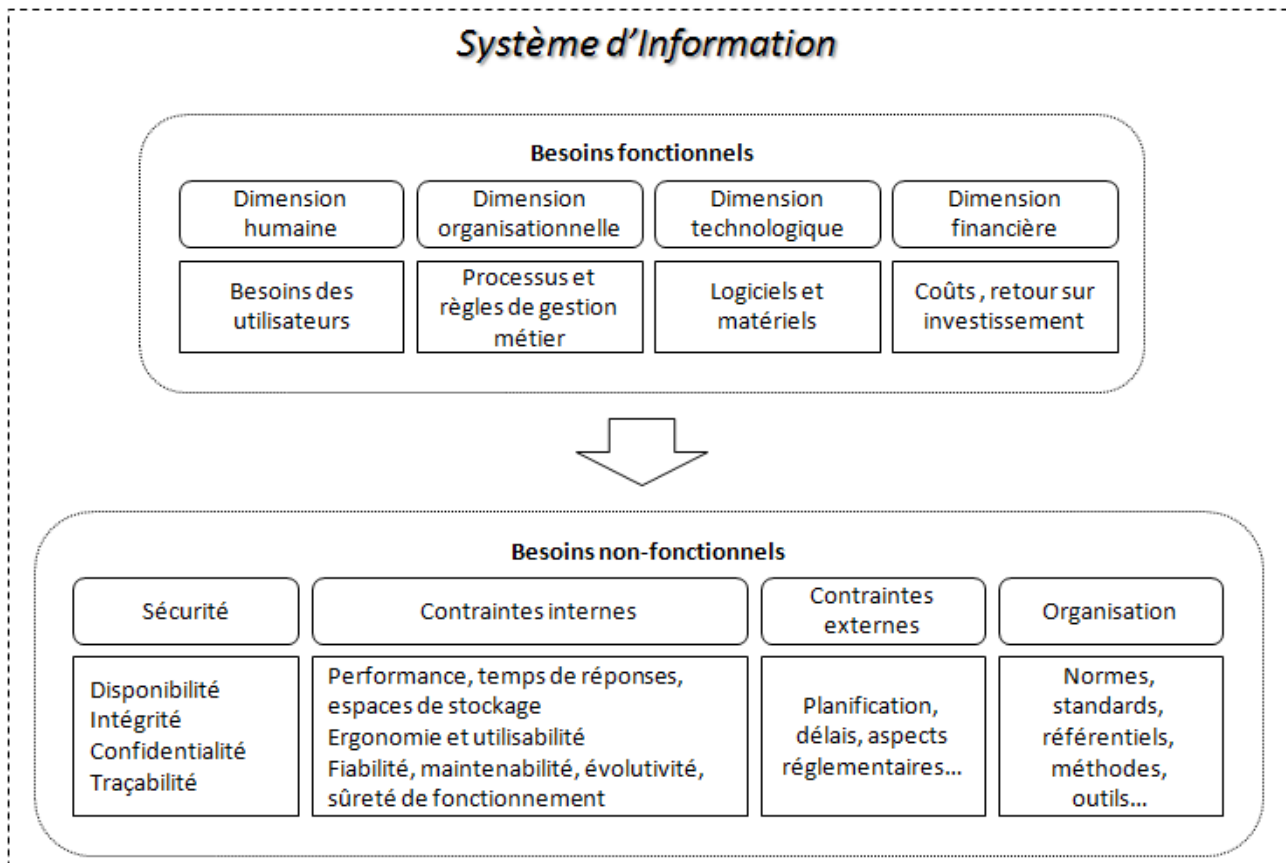 Système d'Information
Besoins fonctionnels
Dimension
humaine
Dimension
organisationnelle
Dimension
technologique
Dimension
financière
Besoins des
utilisateurs
Processus et
règles de gestion
métier
Logiciels et
matériels
Coûts , retour sur
investissement
Besoins non-fonctionnels
Sécurité
Contraintes internes
Contraintes
externes
Organisation
Disponibilité
Intégrité
Confidentialité
Traçabilité
Performance, temps de réponses,
espaces de stockage
Ergonomie et utilisabilité
Fiabilité, maintenabilité, évolutivité,
sûreté de fonctionnement
Planification,
délais, aspects
réglementaires...
Normes,
standards,
référentiels,
méthodes,
outils...